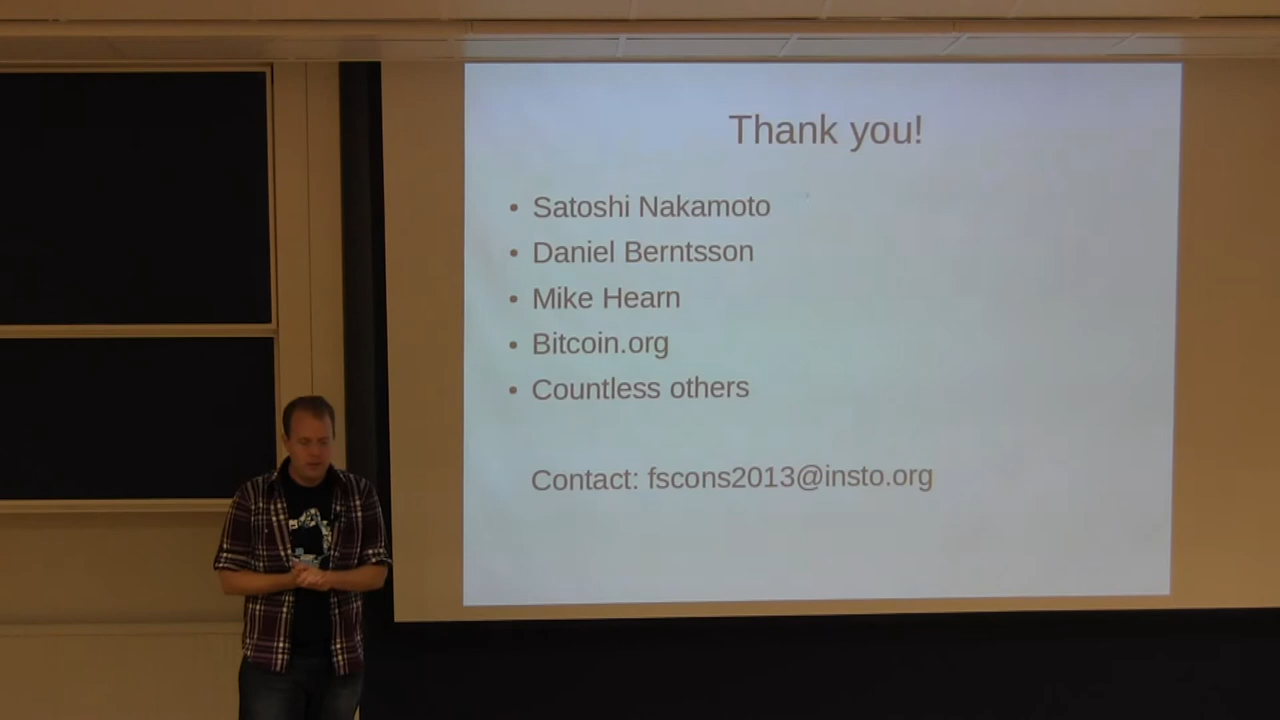 Thank you!
• Satoshi Nakamoto
• Daniel Berntsson
• Mike Hearn
• Bitcoin.org
• Countless others
Contact: fscons2013@insto.org